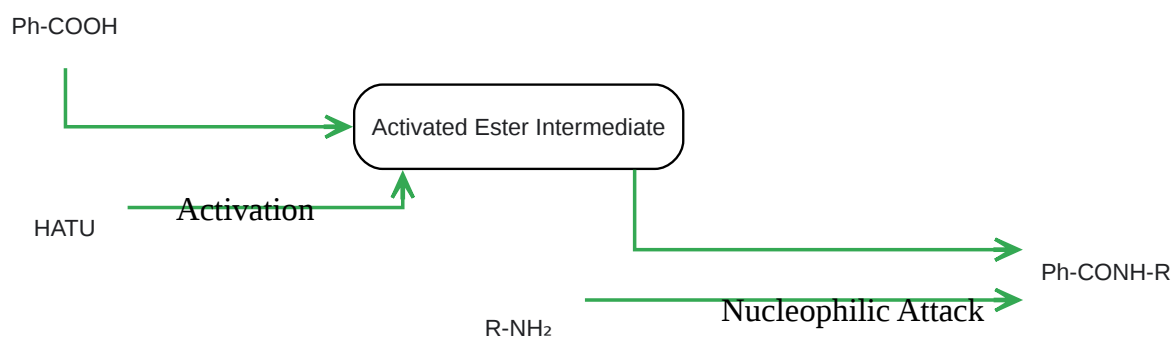 Ph-COOH
Activated Ester Intermediate
Activation
HATU
Ph-CONH-R
Nucleophilic Attack
R-NH₂